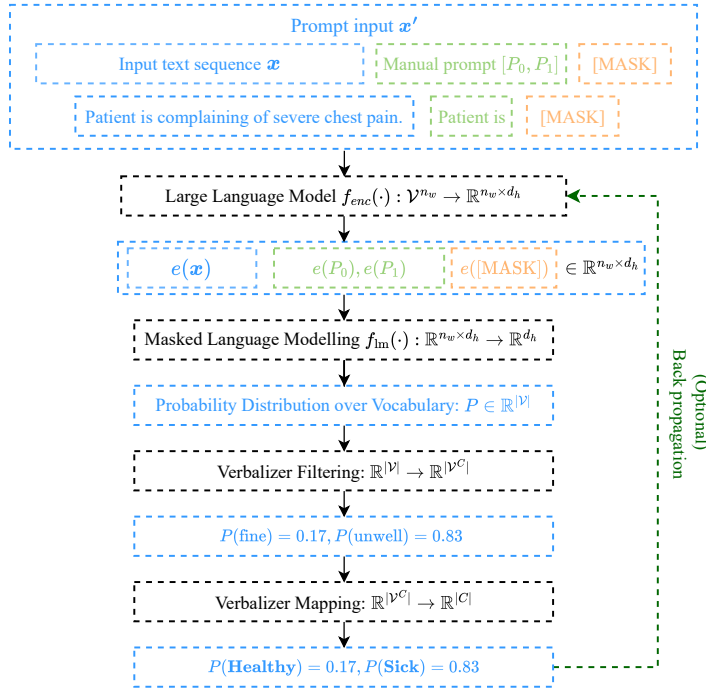 Prompt input 𝒙′
Input text sequence 𝒙 Manual prompt [P₀, P₁] [MASK]
Patient is complaining of severe chest pain. Patient is [MASK]
Large Language Model f_enc(·) : 𝒱^{n_w} → ℝ^{n_w×d_h}
e(𝒙) e(P₀), e(P₁) e([MASK]) ∈ ℝ^{n_w×d_h}
Masked Language Modelling f_lm(·) : ℝ^{n_w×d_h} → ℝ^{d_h}
Probability Distribution over Vocabulary: P ∈ ℝ^{|𝒱|}
Verbalizer Filtering: ℝ^{|𝒱|} → ℝ^{|𝒱^C|}
P(fine) = 0.17, P(unwell) = 0.83
Verbalizer Mapping: ℝ^{|𝒱^C|} → ℝ^{|C|}
P(Healthy) = 0.17, P(Sick) = 0.83
(Optional)
Back propagation